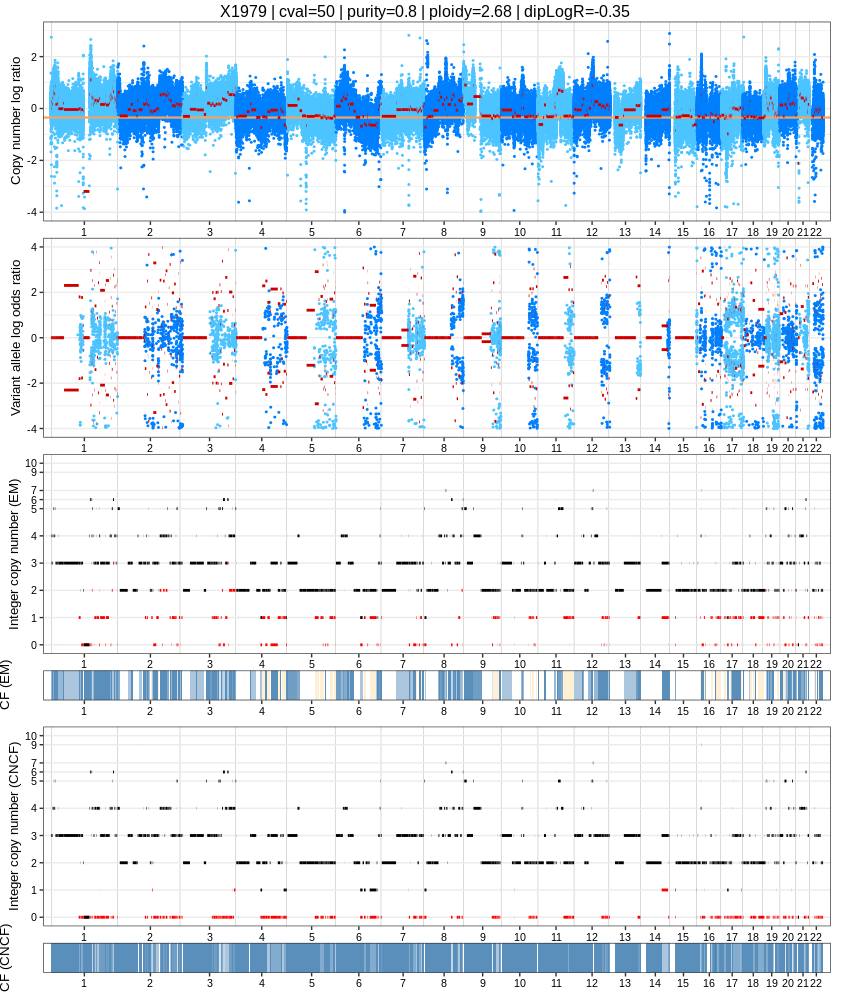 X1979 | cval=50 | purity=0.8 | ploidy=2.68 | dipLogR=-0.35
Copy number log ratio
2
0
-2
-4
1 2 3 4 5 6 7 8 9 10 11 12 13 14 15 16 17 18 19 20 21 22
Variant allele log odds ratio
4
2
0
-2
-4
1 2 3 4 5 6 7 8 9 10 11 12 13 14 15 16 17 18 19 20 21 22
Integer copy number (EM)
10
9
7
6
5
4
3
2
1
0
1 2 3 4 5 6 7 8 9 10 11 12 13 14 15 16 17 18 19 20 21 22
CF (EM)
1 2 3 4 5 6 7 8 9 10 11 12 13 14 15 16 17 18 19 20 21 22
Integer copy number (CNCF)
10
9
7
6
5
4
3
2
1
0
1 2 3 4 5 6 7 8 9 10 11 12 13 14 15 16 17 18 19 20 21 22
CF (CNCF)
1 2 3 4 5 6 7 8 9 10 11 12 13 14 15 16 17 18 19 20 21 22